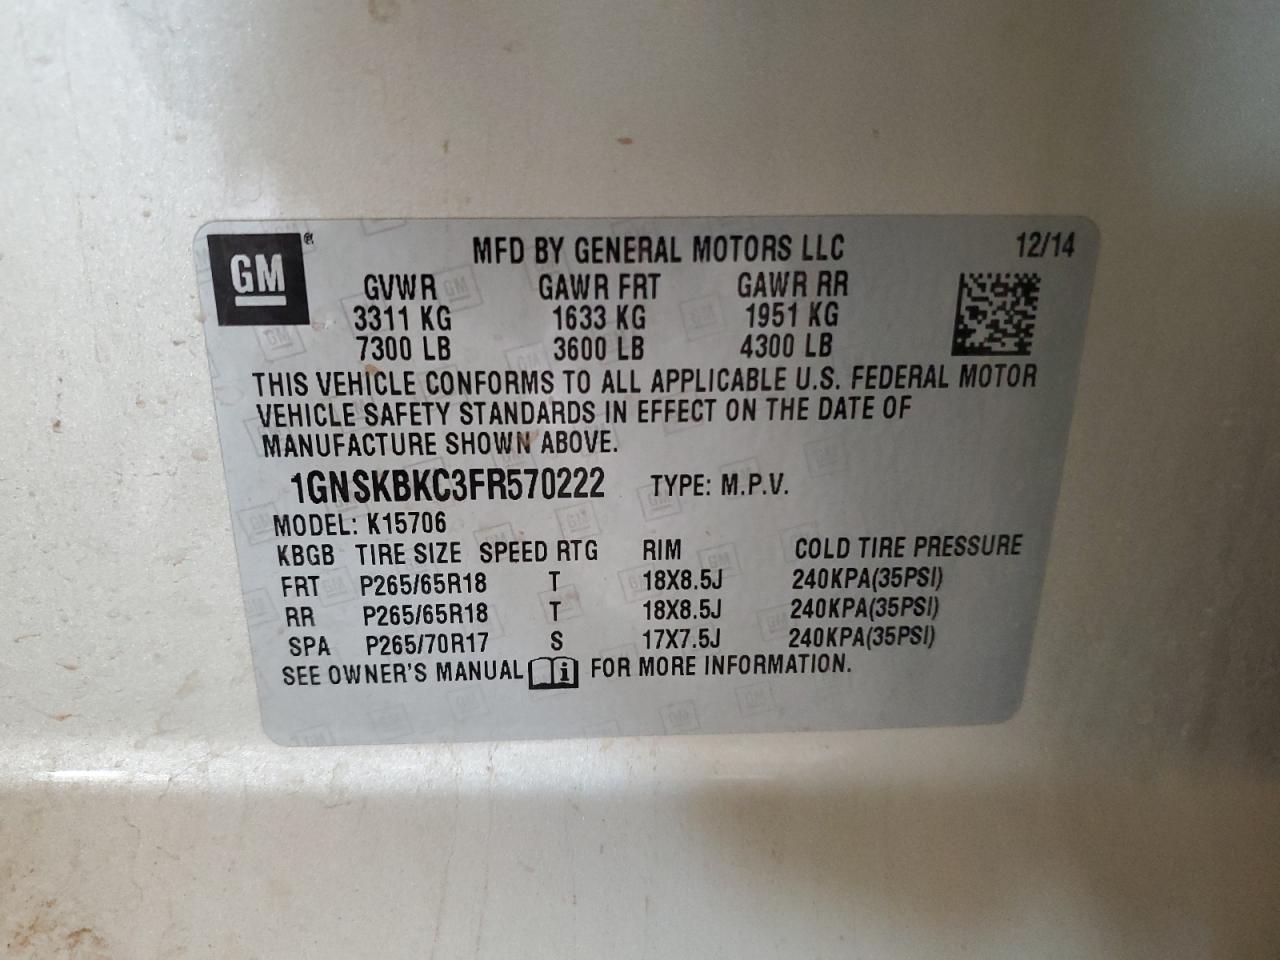 GM ®
MFD BY GENERAL MOTORS LLC 12/14
GVWR GAWR FRT GAWR RR
3311 KG 1633 KG 1951 KG
7300 LB 3600 LB 4300 LB
THIS VEHICLE CONFORMS TO ALL APPLICABLE U.S. FEDERAL MOTOR
VEHICLE SAFETY STANDARDS IN EFFECT ON THE DATE OF
MANUFACTURE SHOWN ABOVE.
1GNSKBKC3FR570222 TYPE: M.P.V.
MODEL: K15706
KBGB TIRE SIZE SPEED RTG RIM COLD TIRE PRESSURE
FRT P265/65R18 T 18X8.5J 240KPA(35PSI)
RR P265/65R18 T 18X8.5J 240KPA(35PSI)
SPA P265/70R17 S 17X7.5J 240KPA(35PSI)
SEE OWNER'S MANUAL i FOR MORE INFORMATION.